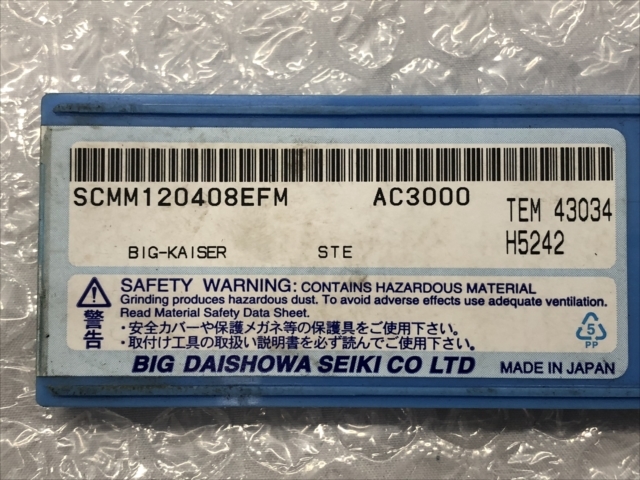 SCMM120408EFM AC3000 TEM 43034
BIG-KAISER STE H5242
SAFETY WARNING: CONTAINS HAZARDOUS MATERIAL
Grinding produces hazardous dust. To avoid adverse effects use adequate ventilation.
Read Material Safety Data Sheet.
警告
・安全カバーや保護メガネ等の保護具をご使用下さい。
・取付け工具の取扱い説明書を必ず読んでご使用下さい。
5
PP
BIG DAISHOWA SEIKI CO LTD MADE IN JAPAN